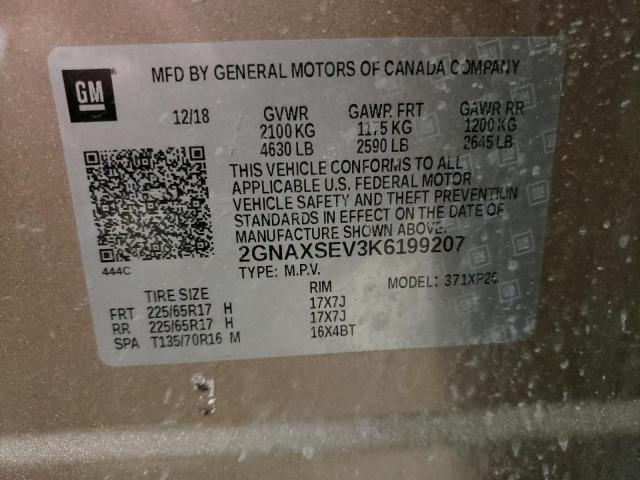 GM
MFD BY GENERAL MOTORS OF CANADA COMPANY
12/18 GVWR GAWR FRT GAWR RR
2100 KG 1175 KG 1200 KG
4630 LB 2590 LB 2645 LB
THIS VEHICLE CONFORMS TO ALL
APPLICABLE U.S. FEDERAL MOTOR
VEHICLE SAFETY AND THEFT PREVENTION
STANDARDS IN EFFECT ON THE DATE OF
MANUFACTURE SHOWN ABOVE.
2GNAXSEV3K6199207
444C
TYPE: M.P.V. MODEL: 371XP26
TIRE SIZE RIM
FRT 225/65R17 H 17X7J
RR 225/65R17 H 17X7J
SPA T135/70R16 M 16X4BT